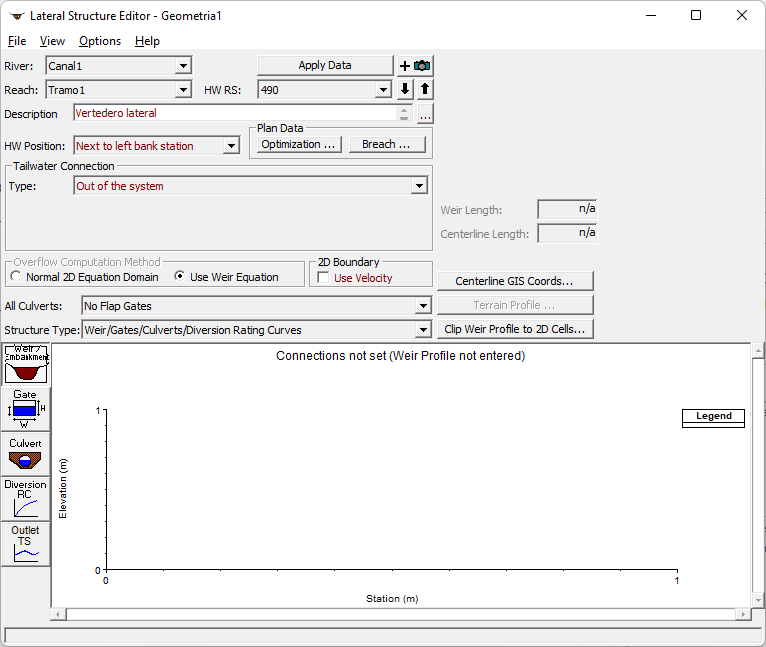 Lateral Structure Editor - Geometria1
File View Options Help
River: Canal1 Apply Data +
Reach: Tramo1 HW RS: 490
Description Vertedero lateral ...
Plan Data
HW Position: Next to left bank station Optimization ... Breach ...
Tailwater Connection
Type: Out of the system
Weir Length: n/a
Centerline Length: n/a
Overflow Computation Method 2D Boundary
Normal 2D Equation Domain Use Weir Equation Use Velocity Centerline GIS Coords...
All Culverts: No Flap Gates Terrain Profile ...
Structure Type: Weir/Gates/Culverts/Diversion Rating Curves Clip Weir Profile to 2D Cells...
Weir/
Embankment
Gate
H
W
Culvert
Diversion
RC
Outlet
TS
Connections not set (Weir Profile not entered)
Legend
1
Elevation (m)
0
0 1
Station (m)